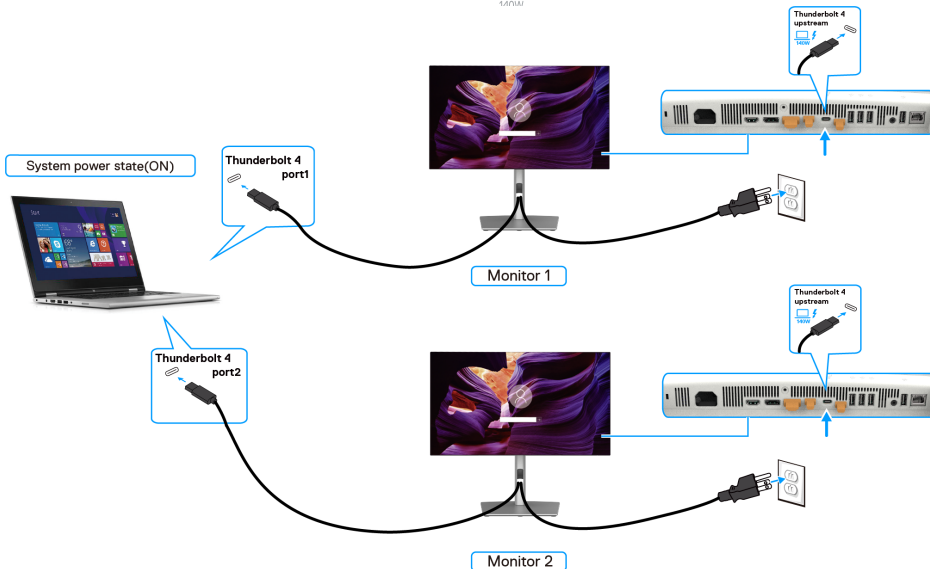 140W
Thunderbolt 4
upstream
140W
System power state(ON)
Thunderbolt 4
port1
Monitor 1
Thunderbolt 4
upstream
140W
Thunderbolt 4
port2
Monitor 2